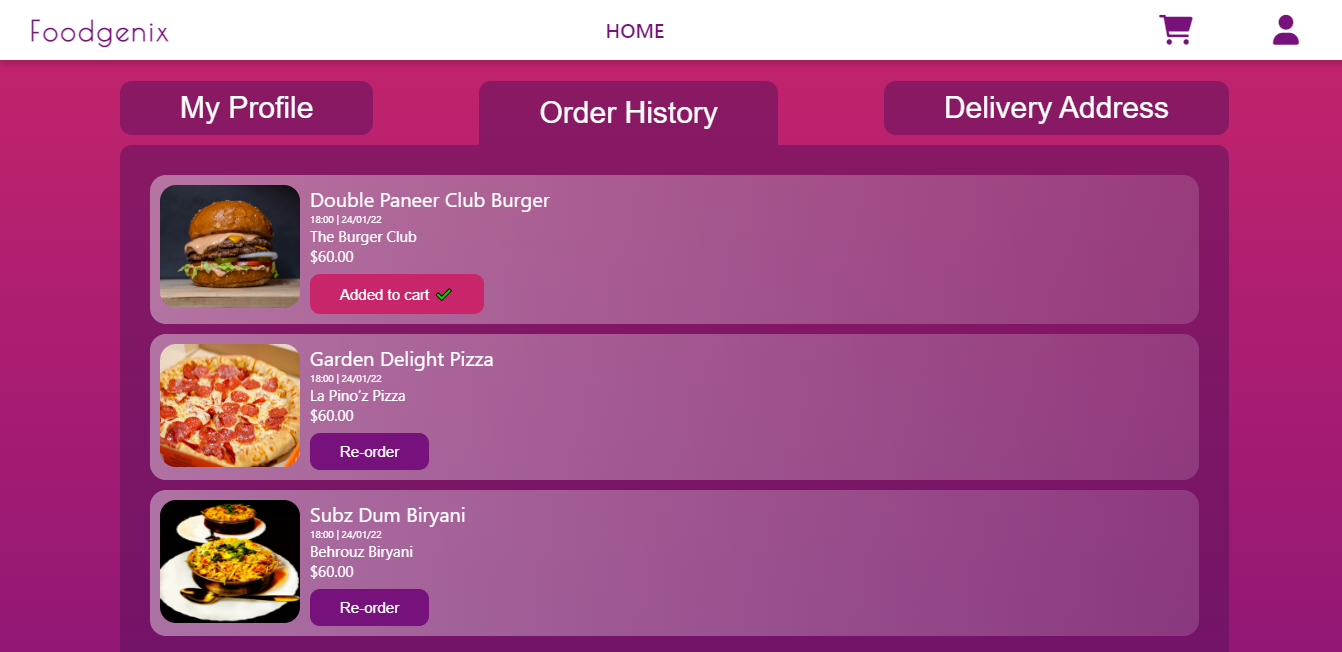 Foodgenix
HOME
My Profile
Order History
Delivery Address
Double Paneer Club Burger
18:00 | 24/01/22
The Burger Club
$60.00
Added to cart
Garden Delight Pizza
18:00 | 24/01/22
La Pino’z Pizza
$60.00
Re-order
Subz Dum Biryani
18:00 | 24/01/22
Behrouz Biryani
$60.00
Re-order